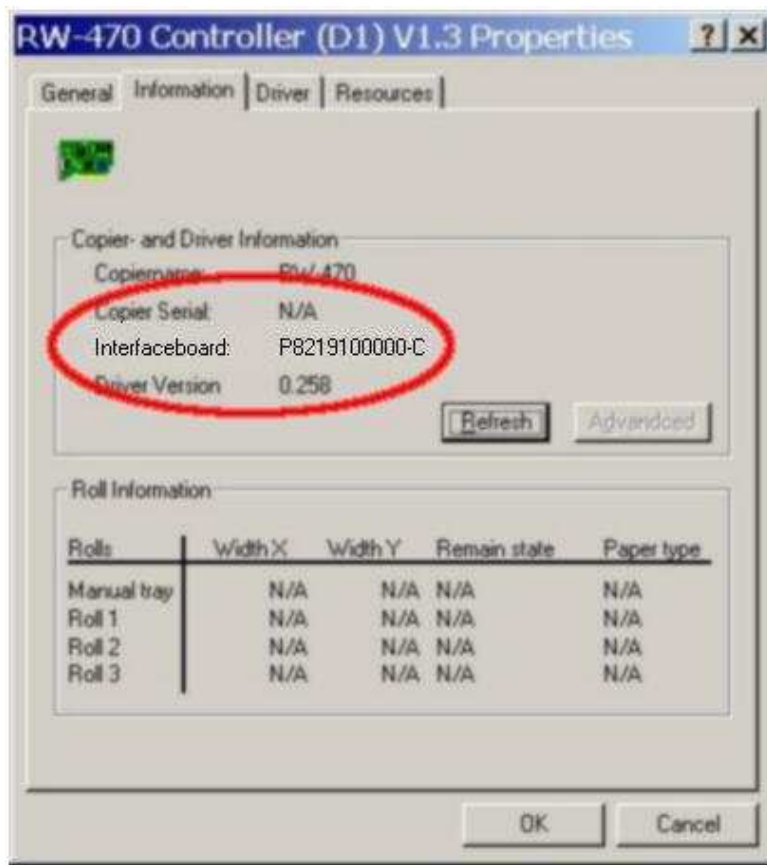 RW-470 Controller (D1) V1.3 Properties ? ×
General Information Driver Resources
Copier- and Driver Information
Copiername: RW-470
Copier Serial: N/A
Interfaceboard: P8219100000-C
Driver Version 0.258
Refresh Advandced
Roll Information
Rolls Width X Width Y Remain state Paper type
Manual tray N/A N/A N/A N/A
Roll 1 N/A N/A N/A N/A
Roll 2 N/A N/A N/A N/A
Roll 3 N/A N/A N/A N/A
OK Cancel